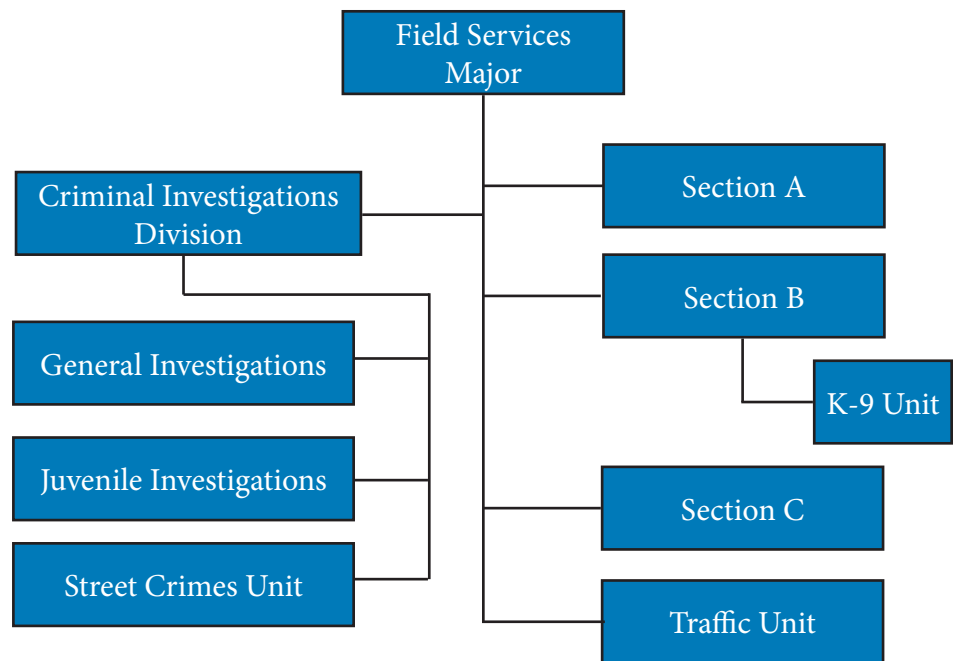 Field Services
Major
Criminal Investigations
Division
General Investigations
Juvenile Investigations
Street Crimes Unit
Section A
Section B
K-9 Unit
Section C
Traffic Unit